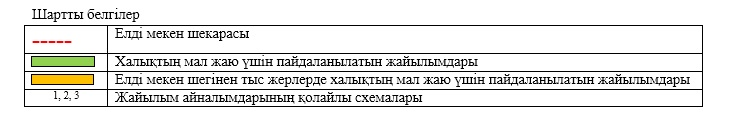 Шартты белгілер
Елді мекен шекарасы
Халықтың мал жаю үшін пайдаланылатын жайылымдары
Елді мекен шегінен тыс жерлерде халықтың мал жаю үшін пайдаланылатын жайылымдары
1, 2, 3 Жайылым айналымдарының қолайлы схемалары